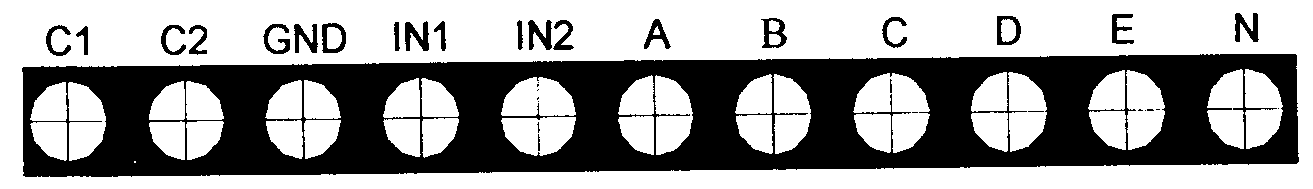 C1 C2 GND IN1 IN2 A B C D E N